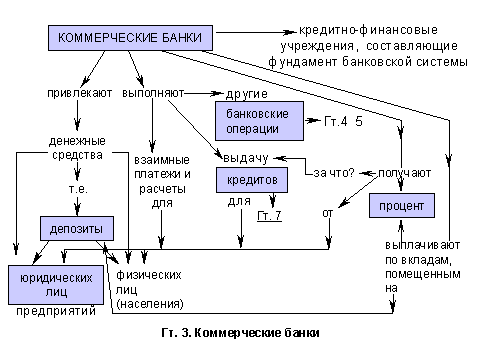 КОММЕРЧЕСКИЕ БАНКИ
кредитно-финансовые
учреждения, составляющие
фундамент банковской системы
привлекают
выполняют
другие
банковские
операции
Гт.4 5
денежные
средства
взаимные
платежи и
расчеты
для
выдачу
кредитов
за что?
получают
т.е.
для
Гт. 7
от
процент
депозиты
выплачивают
по вкладам,
помещенным
на
юридических
лиц
предприятий
физических
лиц
(населения)
Гт. 3. Коммерческие банки